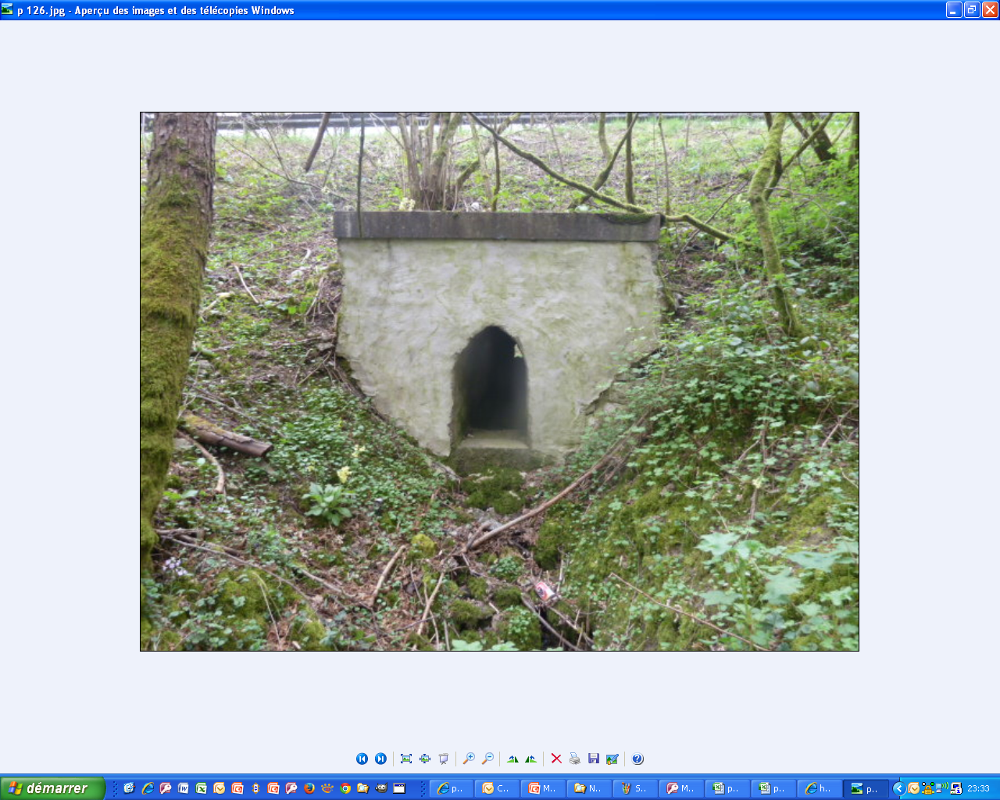 p 126.jpg - Aperçu des images et des télécopies Windows
démarrer
p..
C..
M..
N..
S..
M..
p..
p..
h..
p..
23:33